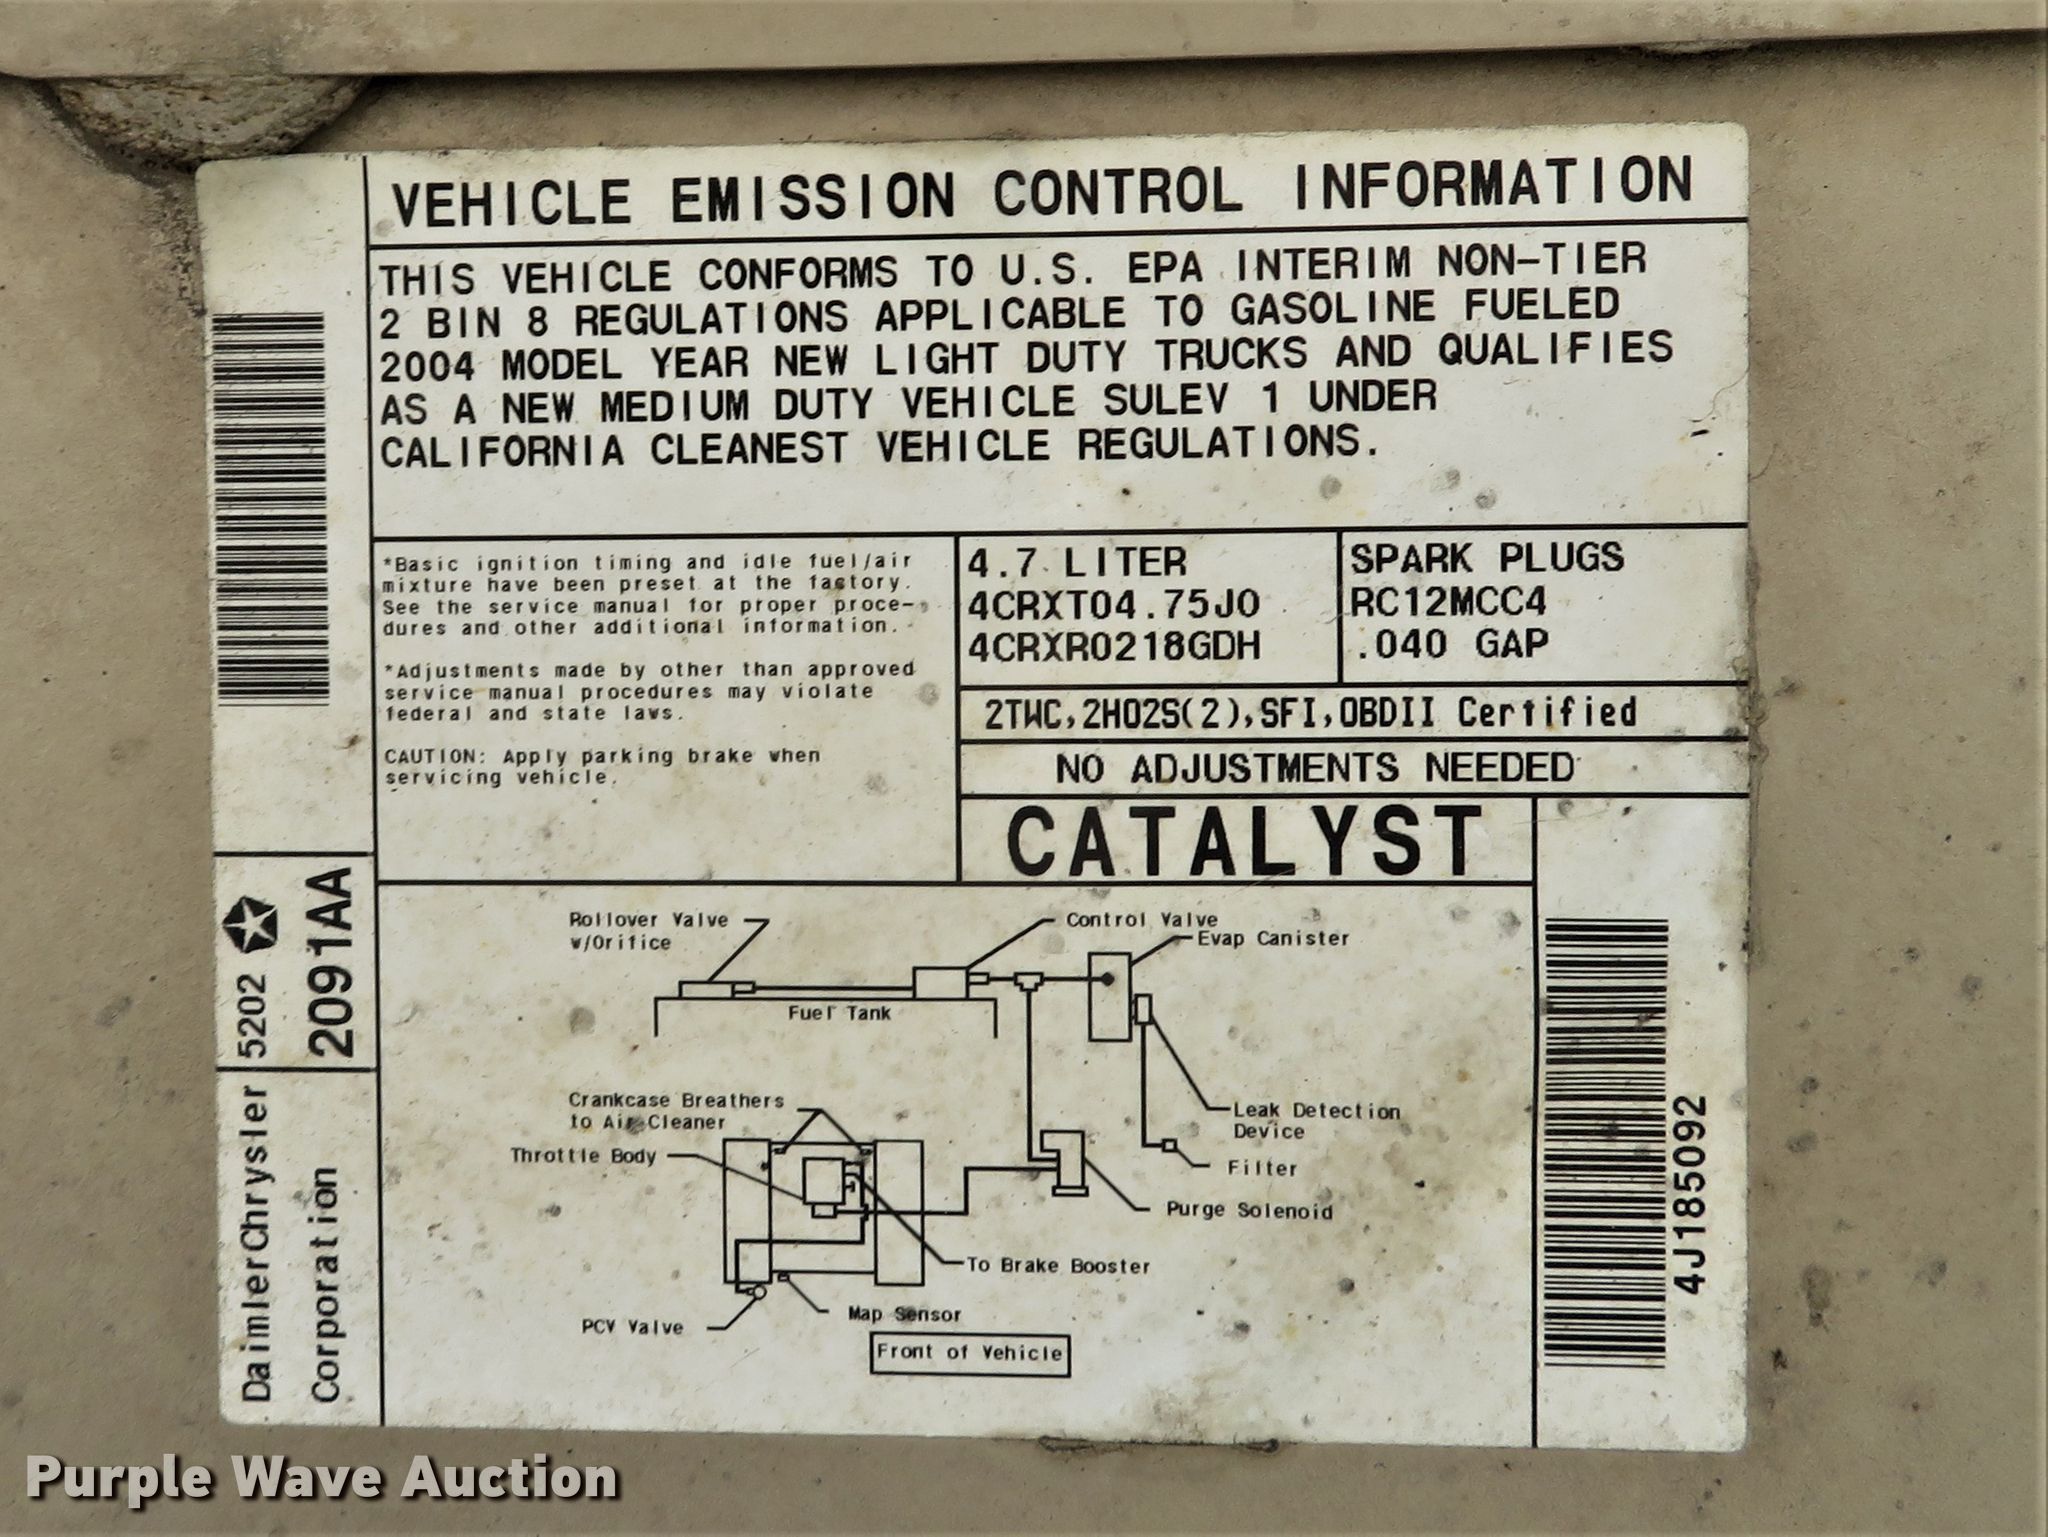 VEHICLE EMISSION CONTROL INFORMATION
THIS VEHICLE CONFORMS TO U.S. EPA INTERIM NON-TIER
2 BIN 8 REGULATIONS APPLICABLE TO GASOLINE FUELED
2004 MODEL YEAR NEW LIGHT DUTY TRUCKS AND QUALIFIES
AS A NEW MEDIUM DUTY VEHICLE SULEV 1 UNDER
CALIFORNIA CLEANEST VEHICLE REGULATIONS.
*Basic ignition timing and idle fuel/air
mixture have been preset at the factory.
See the service manual for proper proce-
dures and other additional information.
*Adjustments made by other than approved
service manual procedures may violate
federal and state laws.
CAUTION: Apply parking brake when
servicing vehicle.
4.7 LITER
4CRXT04.75J0
4CRXR0218GDH
SPARK PLUGS
RC12MCC4
.040 GAP
2TWC,2HO2S(2),SFI,OBDII Certified
NO ADJUSTMENTS NEEDED
CATALYST
Rollover Valve
w/Orifice
Control Valve
Evap Canister
Fuel Tank
Crankcase Breathers
to Air Cleaner
Throttle Body
Leak Detection
Device
Filter
Purge Solenoid
To Brake Booster
Map Sensor
PCV Valve
Front of Vehicle
DaimlerChrysler
Corporation
5202
2091AA
4J185092
Purple Wave Auction